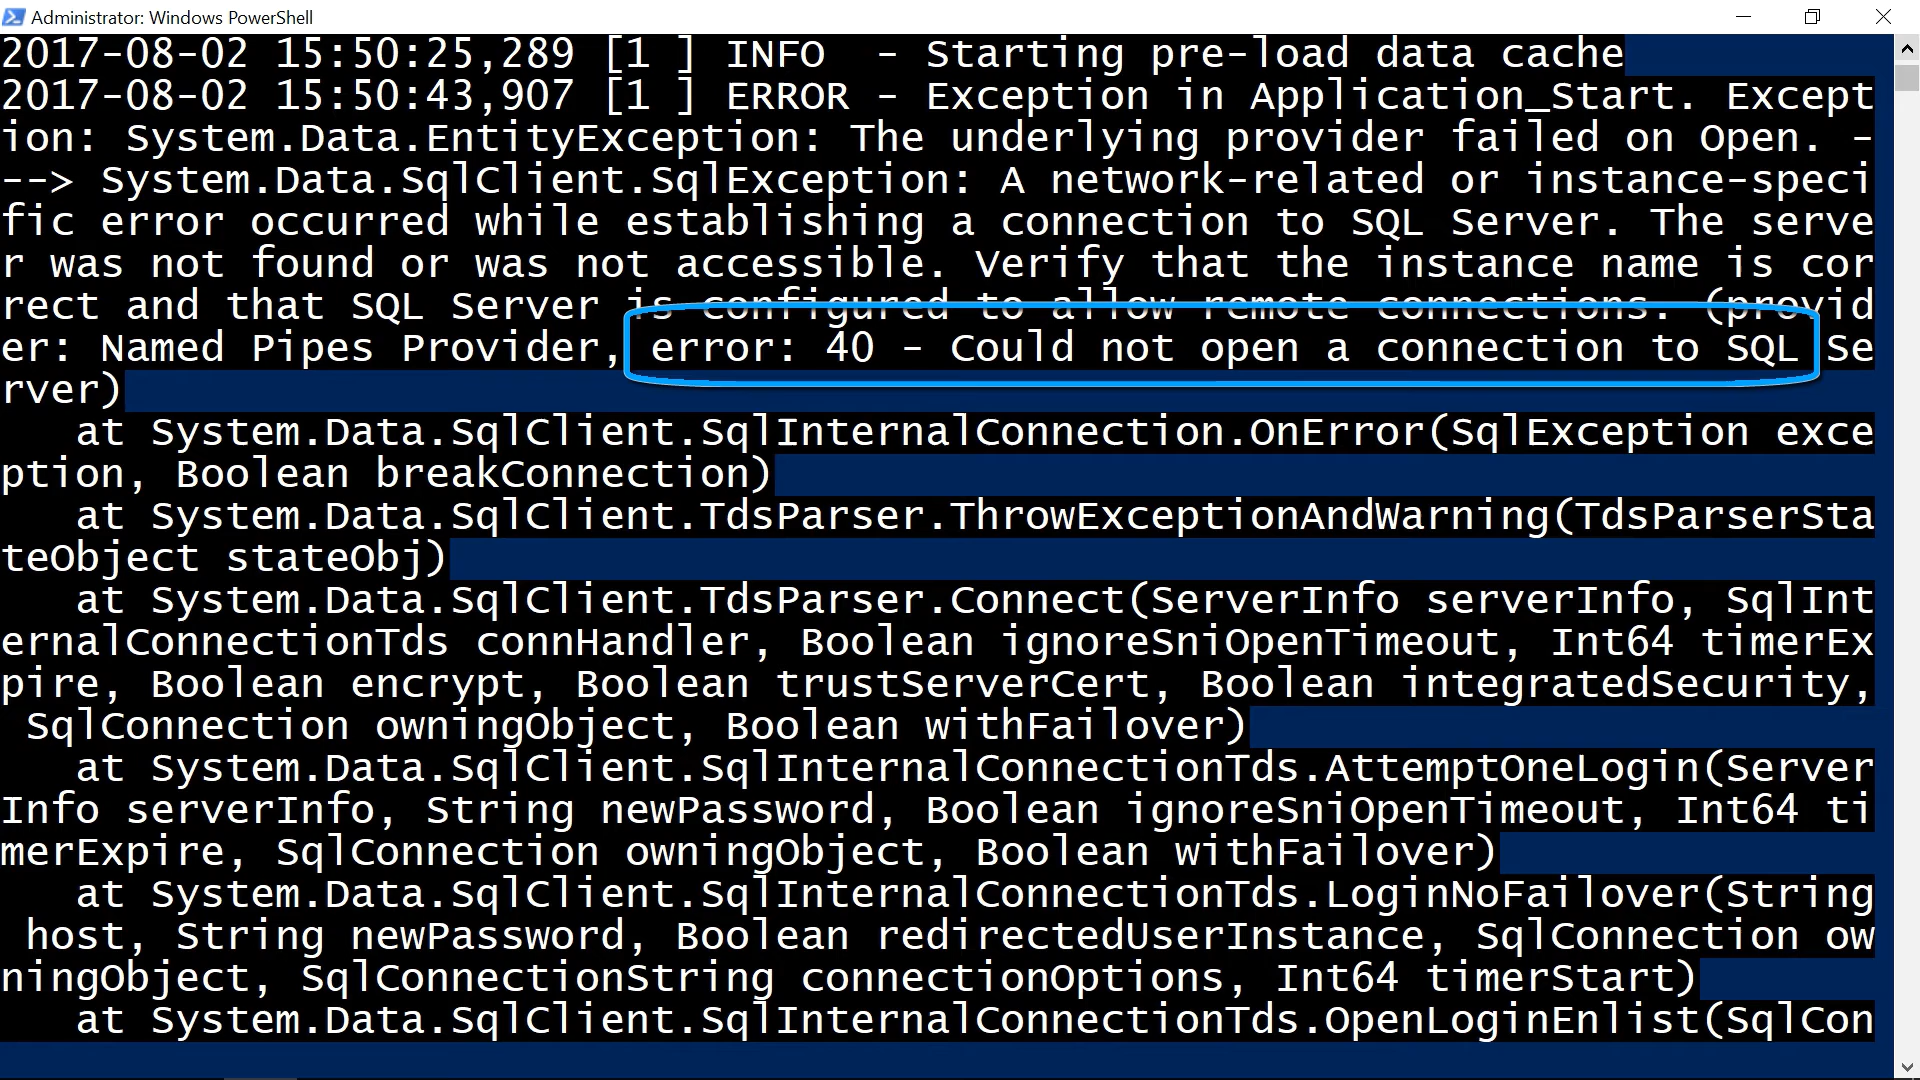 Administrator: Windows PowerShell
2017-08-02 15:50:25,289 [1 ] INFO  - Starting pre-load data cache
2017-08-02 15:50:43,907 [1 ] ERROR - Exception in Application_Start. Except
ion: System.Data.EntityException: The underlying provider failed on Open. -
--> System.Data.SqlClient.SqlException: A network-related or instance-speci
fic error occurred while establishing a connection to SQL Server. The serve
r was not found or was not accessible. Verify that the instance name is cor
rect and that SQL Server is configured to allow remote connections. (provid
er: Named Pipes Provider, error: 40 - Could not open a connection to SQL Se
rver)
   at System.Data.SqlClient.SqlInternalConnection.OnError(SqlException exce
ption, Boolean breakConnection)
   at System.Data.SqlClient.TdsParser.ThrowExceptionAndWarning(TdsParserSta
teObject stateObj)
   at System.Data.SqlClient.TdsParser.Connect(ServerInfo serverInfo, SqlInt
ernalConnectionTds connHandler, Boolean ignoreSniOpenTimeout, Int64 timerEx
pire, Boolean encrypt, Boolean trustServerCert, Boolean integratedSecurity,
 SqlConnection owningObject, Boolean withFailover)
   at System.Data.SqlClient.SqlInternalConnectionTds.AttemptOneLogin(Server
Info serverInfo, String newPassword, Boolean ignoreSniOpenTimeout, Int64 ti
merExpire, SqlConnection owningObject, Boolean withFailover)
   at System.Data.SqlClient.SqlInternalConnectionTds.LoginNoFailover(String
 host, String newPassword, Boolean redirectedUserInstance, SqlConnection ow
ningObject, SqlConnectionString connectionOptions, Int64 timerStart)
   at System.Data.SqlClient.SqlInternalConnectionTds.OpenLoginEnlist(SqlCon